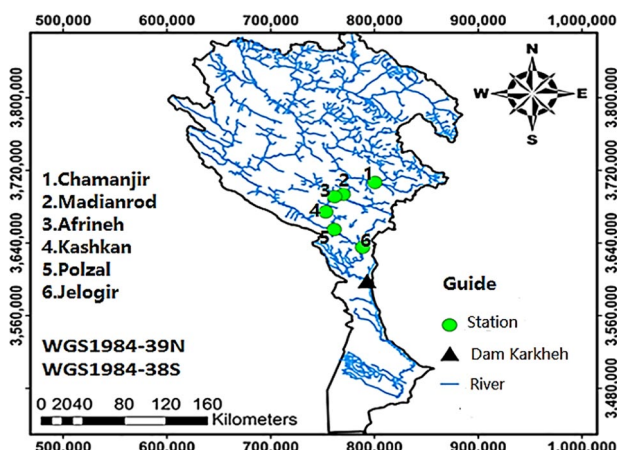 500,000 600,000 700,000 800,000 900,000 1,000,000
3,800,000
3,720,000
3,640,000
3,560,000
3,480,000
N
W E
S
1.Chamanjir
2.Madianrod
3.Afrineh
4.Kashkan
5.Polzal
6.Jelogir
1
2
3
4
5
6
Guide
Station
Dam Karkheh
River
WGS1984-39N
WGS1984-38S
0 20 40 80 120 160
Kilometers
3,800,000
3,720,000
3,640,000
3,560,000
3,480,000
500,000 600,000 700,000 800,000 900,000 1,000,000